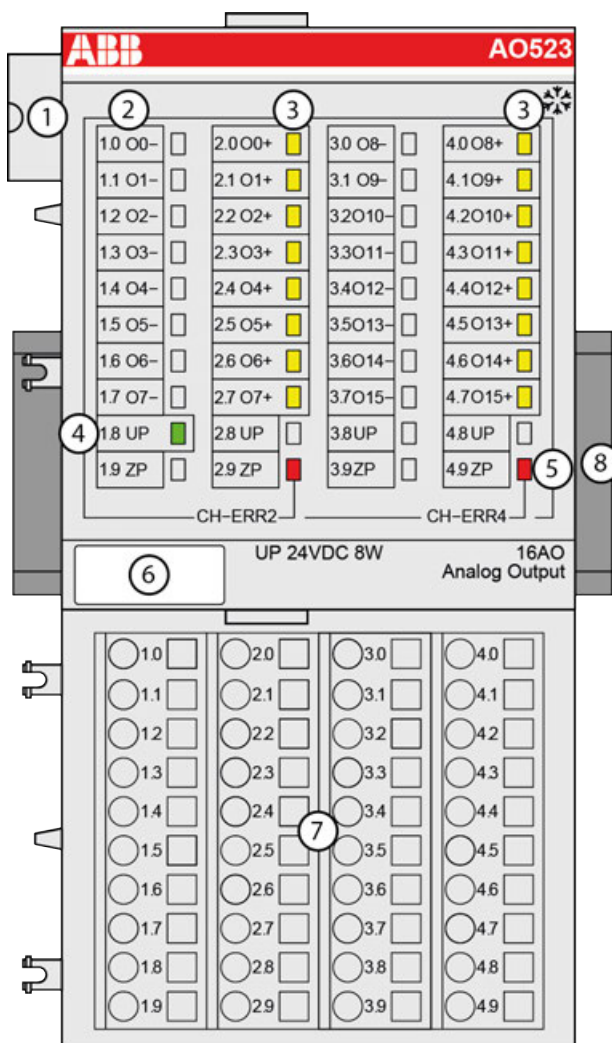 ABB AO523
1 2 3 3
1.0 O0- 2.0 O0+ 3.0 O8- 4.0 O8+
1.1 O1- 2.1 O1+ 3.1 O9- 4.1 O9+
1.2 O2- 2.2 O2+ 3.2 O10- 4.2 O10+
1.3 O3- 2.3 O3+ 3.3 O11- 4.3 O11+
1.4 O4- 2.4 O4+ 3.4 O12- 4.4 O12+
1.5 O5- 2.5 O5+ 3.5 O13- 4.5 O13+
1.6 O6- 2.6 O6+ 3.6 O14- 4.6 O14+
1.7 O7- 2.7 O7+ 3.7 O15- 4.7 O15+
4 1.8 UP 2.8 UP 3.8 UP 4.8 UP
1.9 ZP 2.9 ZP 3.9 ZP 4.9 ZP 5 8
CH-ERR2 CH-ERR4
6 UP 24VDC 8W 16AO
Analog Output
1.0 2.0 3.0 4.0
1.1 2.1 3.1 4.1
1.2 2.2 3.2 4.2
1.3 2.3 3.3 4.3
1.4 2.4 3.4 4.4
7
1.5 2.5 3.5 4.5
1.6 2.6 3.6 4.6
1.7 2.7 3.7 4.7
1.8 2.8 3.8 4.8
1.9 2.9 3.9 4.9